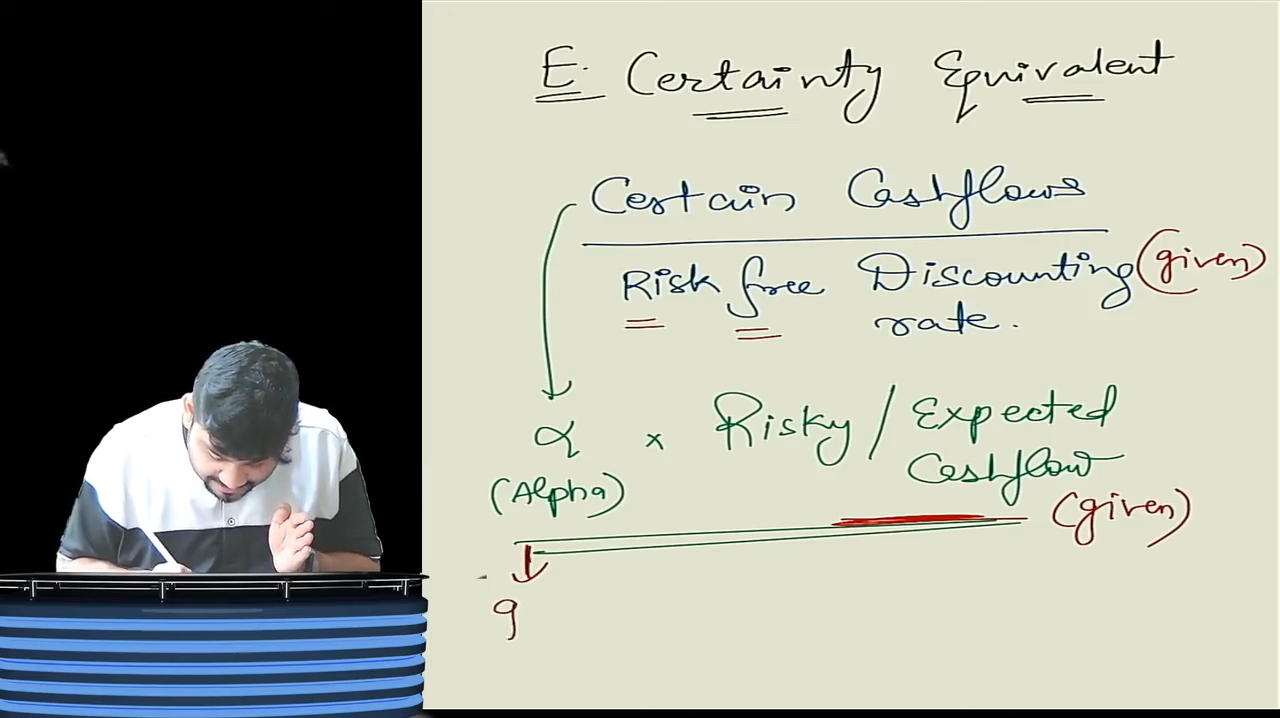 E. Certainty Equivalent
Certain Cashflows
Risk free Discounting (given)
rate.
α × Risky / Expected
Cashflow
(Alpha)
(given)
9